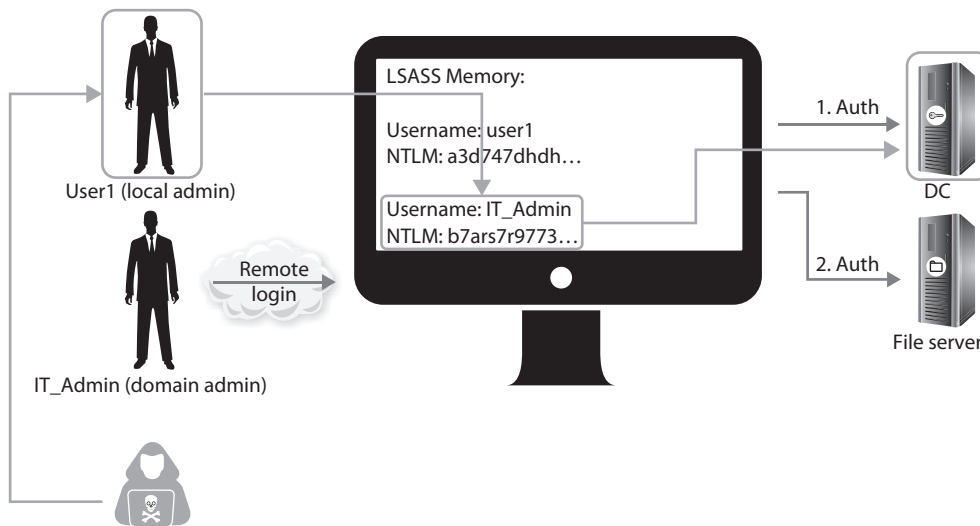 User1 (local admin)
IT_Admin (domain admin)
Remote
login
LSASS Memory:
Username: user1
NTLM: a3d747dhdh…
Username: IT_Admin
NTLM: b7ars7r9773…
1. Auth
DC
2. Auth
File server